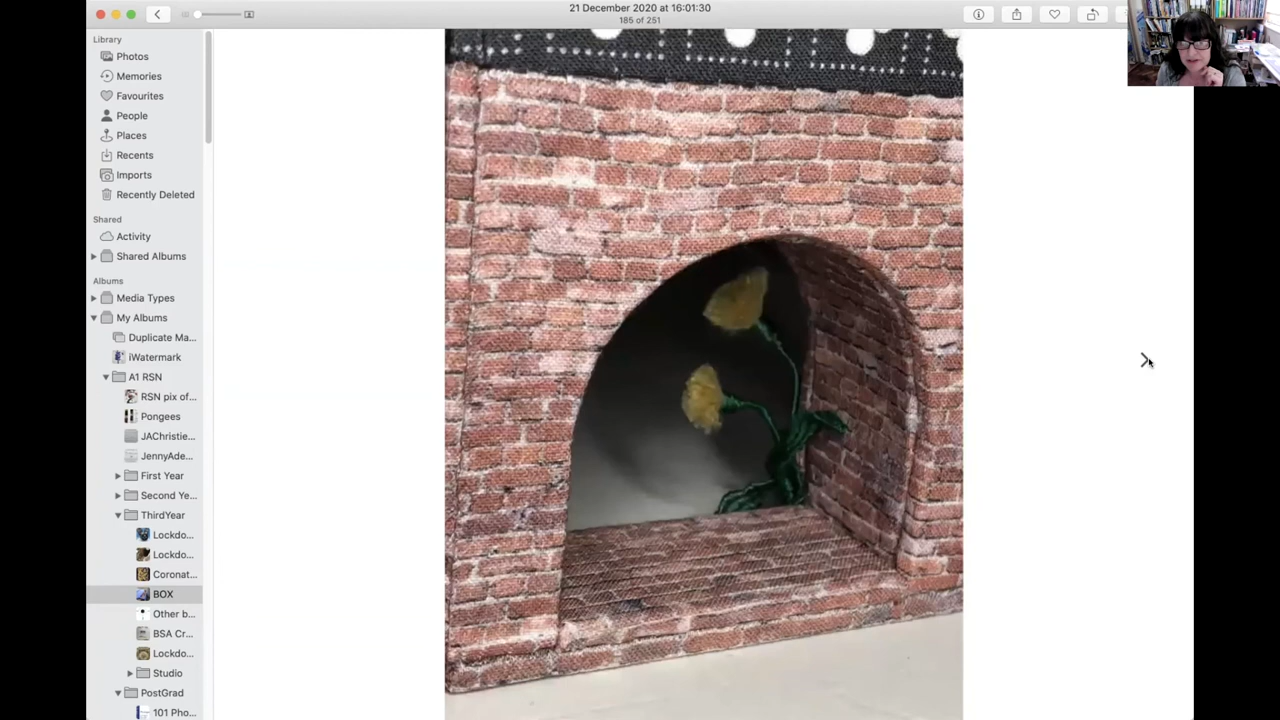 21 December 2020 at 16:01:30
185 of 251
Library
Photos
Memories
Favourites
People
Places
Recents
Imports
Recently Deleted
Shared
Activity
Shared Albums
Albums
Media Types
My Albums
Duplicate Ma...
iWatermark
A1 RSN
RSN pix of...
Pongees
JAChristie...
JennyAde...
First Year
Second Ye...
ThirdYear
Lockdo...
Lockdo...
Coronat...
BOX
Other b...
BSA Cr...
Lockdo...
Studio
PostGrad
101 Pho...